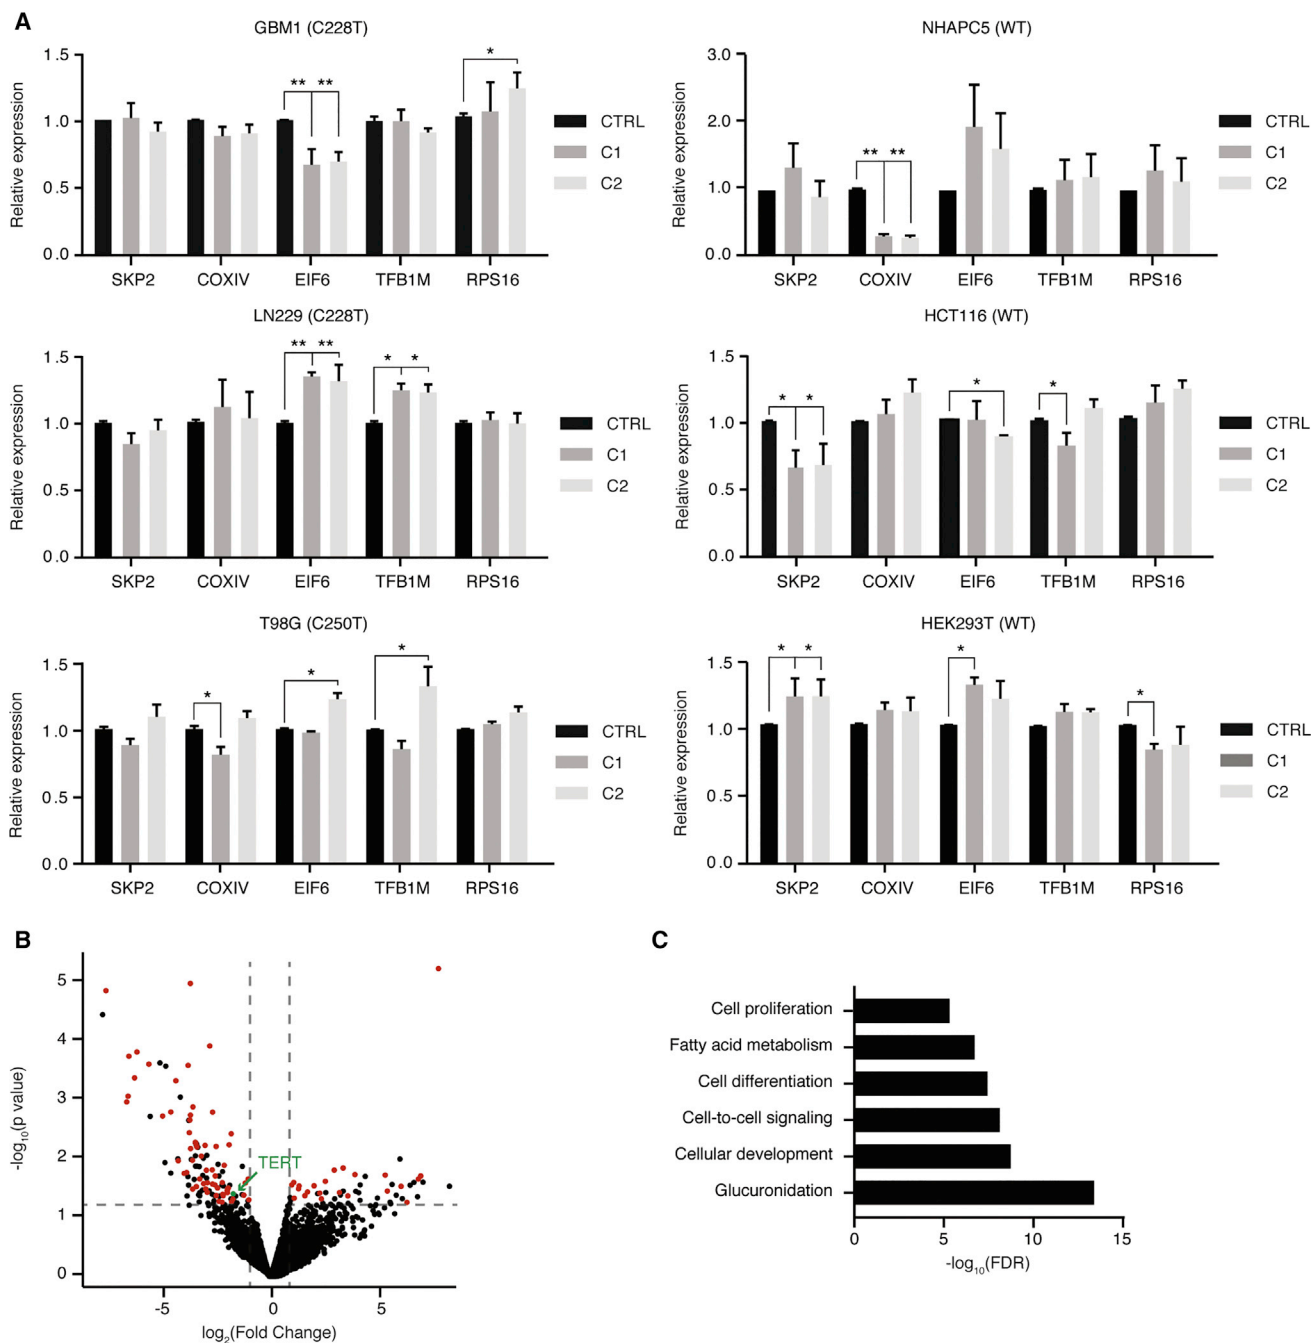 A
GBM1 (C228T)
Relative expression
1.5
1.0
0.5
0.0
** **
*
SKP2 COXIV EIF6 TFB1M RPS16
CTRL
C1
C2
NHAPC5 (WT)
Relative expression
3.0
2.0
1.0
0.0
** **
SKP2 COXIV EIF6 TFB1M RPS16
CTRL
C1
C2
LN229 (C228T)
Relative expression
1.5
1.0
0.5
0.0
** **
* *
SKP2 COXIV EIF6 TFB1M RPS16
CTRL
C1
C2
HCT116 (WT)
Relative expression
1.5
1.0
0.5
0.0
* *
*
*
SKP2 COXIV EIF6 TFB1M RPS16
CTRL
C1
C2
T98G (C250T)
Relative expression
1.5
1.0
0.5
0.0
*
*
*
SKP2 COXIV EIF6 TFB1M RPS16
CTRL
C1
C2
HEK293T (WT)
Relative expression
1.5
1.0
0.5
0.0
* *
*
*
SKP2 COXIV EIF6 TFB1M RPS16
CTRL
C1
C2
B
-log10(p value)
5
4
3
2
1
0
TERT
-5 0 5
log2(Fold Change)
C
Cell proliferation
Fatty acid metabolism
Cell differentiation
Cell-to-cell signaling
Cellular development
Glucuronidation
0 5 10 15
-log10(FDR)